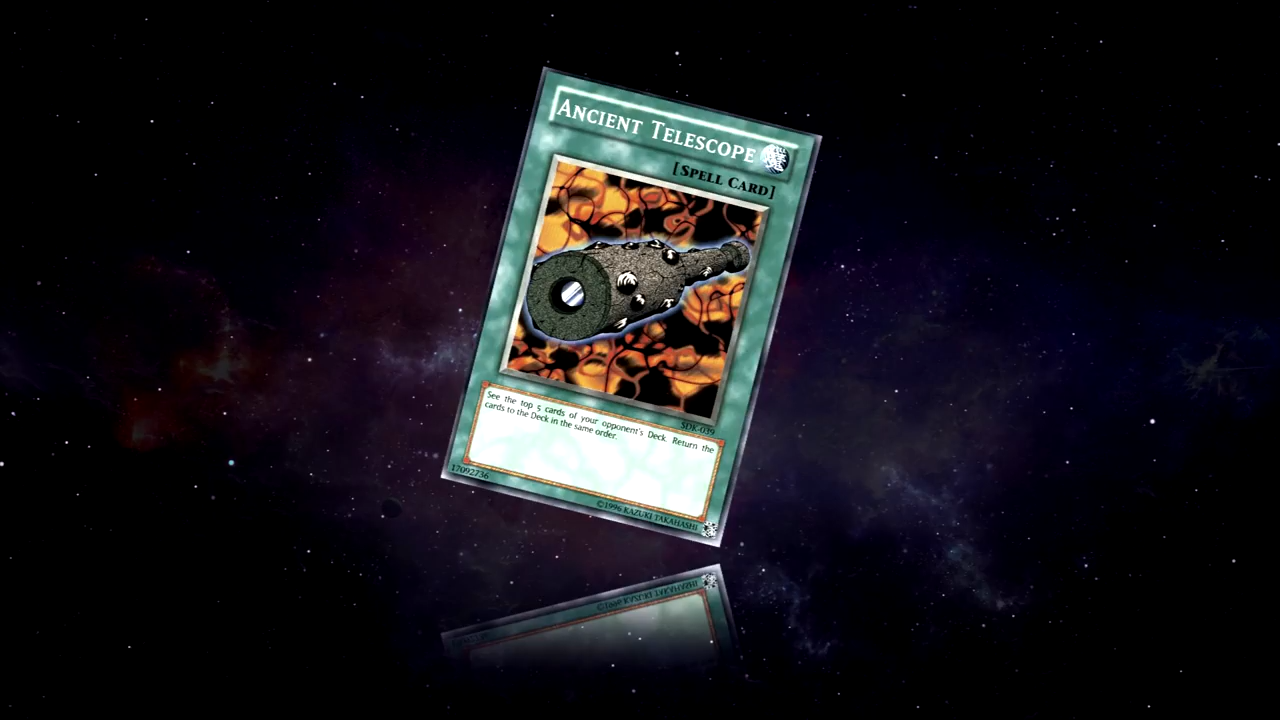 ANCIENT TELESCOPE
[SPELL CARD]
SDK-039
See the top 5 cards of your opponent's Deck. Return the
cards to the Deck in the same order.
17092736
©1996 KAZUKI TAKAHASHI